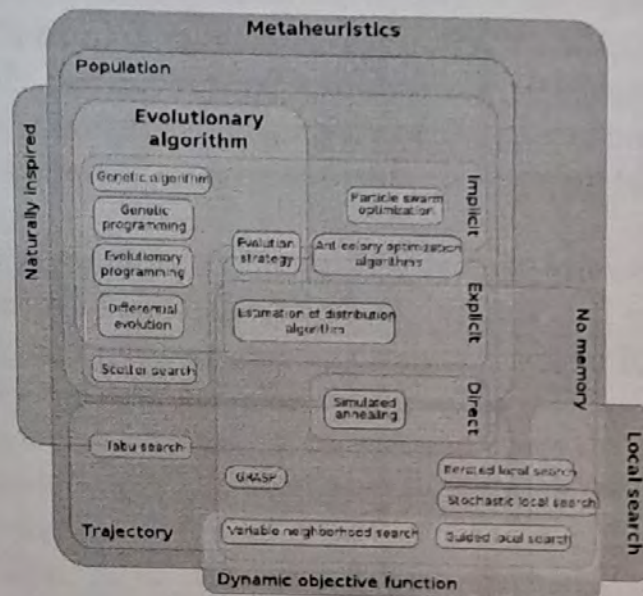 Metaheuristics
Population
Naturally inspired
Evolutionary
algorithm
Genetic algorithm
Genetic
programming
Evolutionary
programming
Differential
evolution
Scatter search
Evolution
strategy
Particle swarm
optimization
Ant colony optimization
algorithms
Estimation of distribution
algorithm
Simulated
annealing
Implicit
Explicit
Direct
No memory
Local search
Tabu search
GRASP
Iterated local search
Stochastic local search
Variable neighborhood search
Guided local search
Trajectory
Dynamic objective function